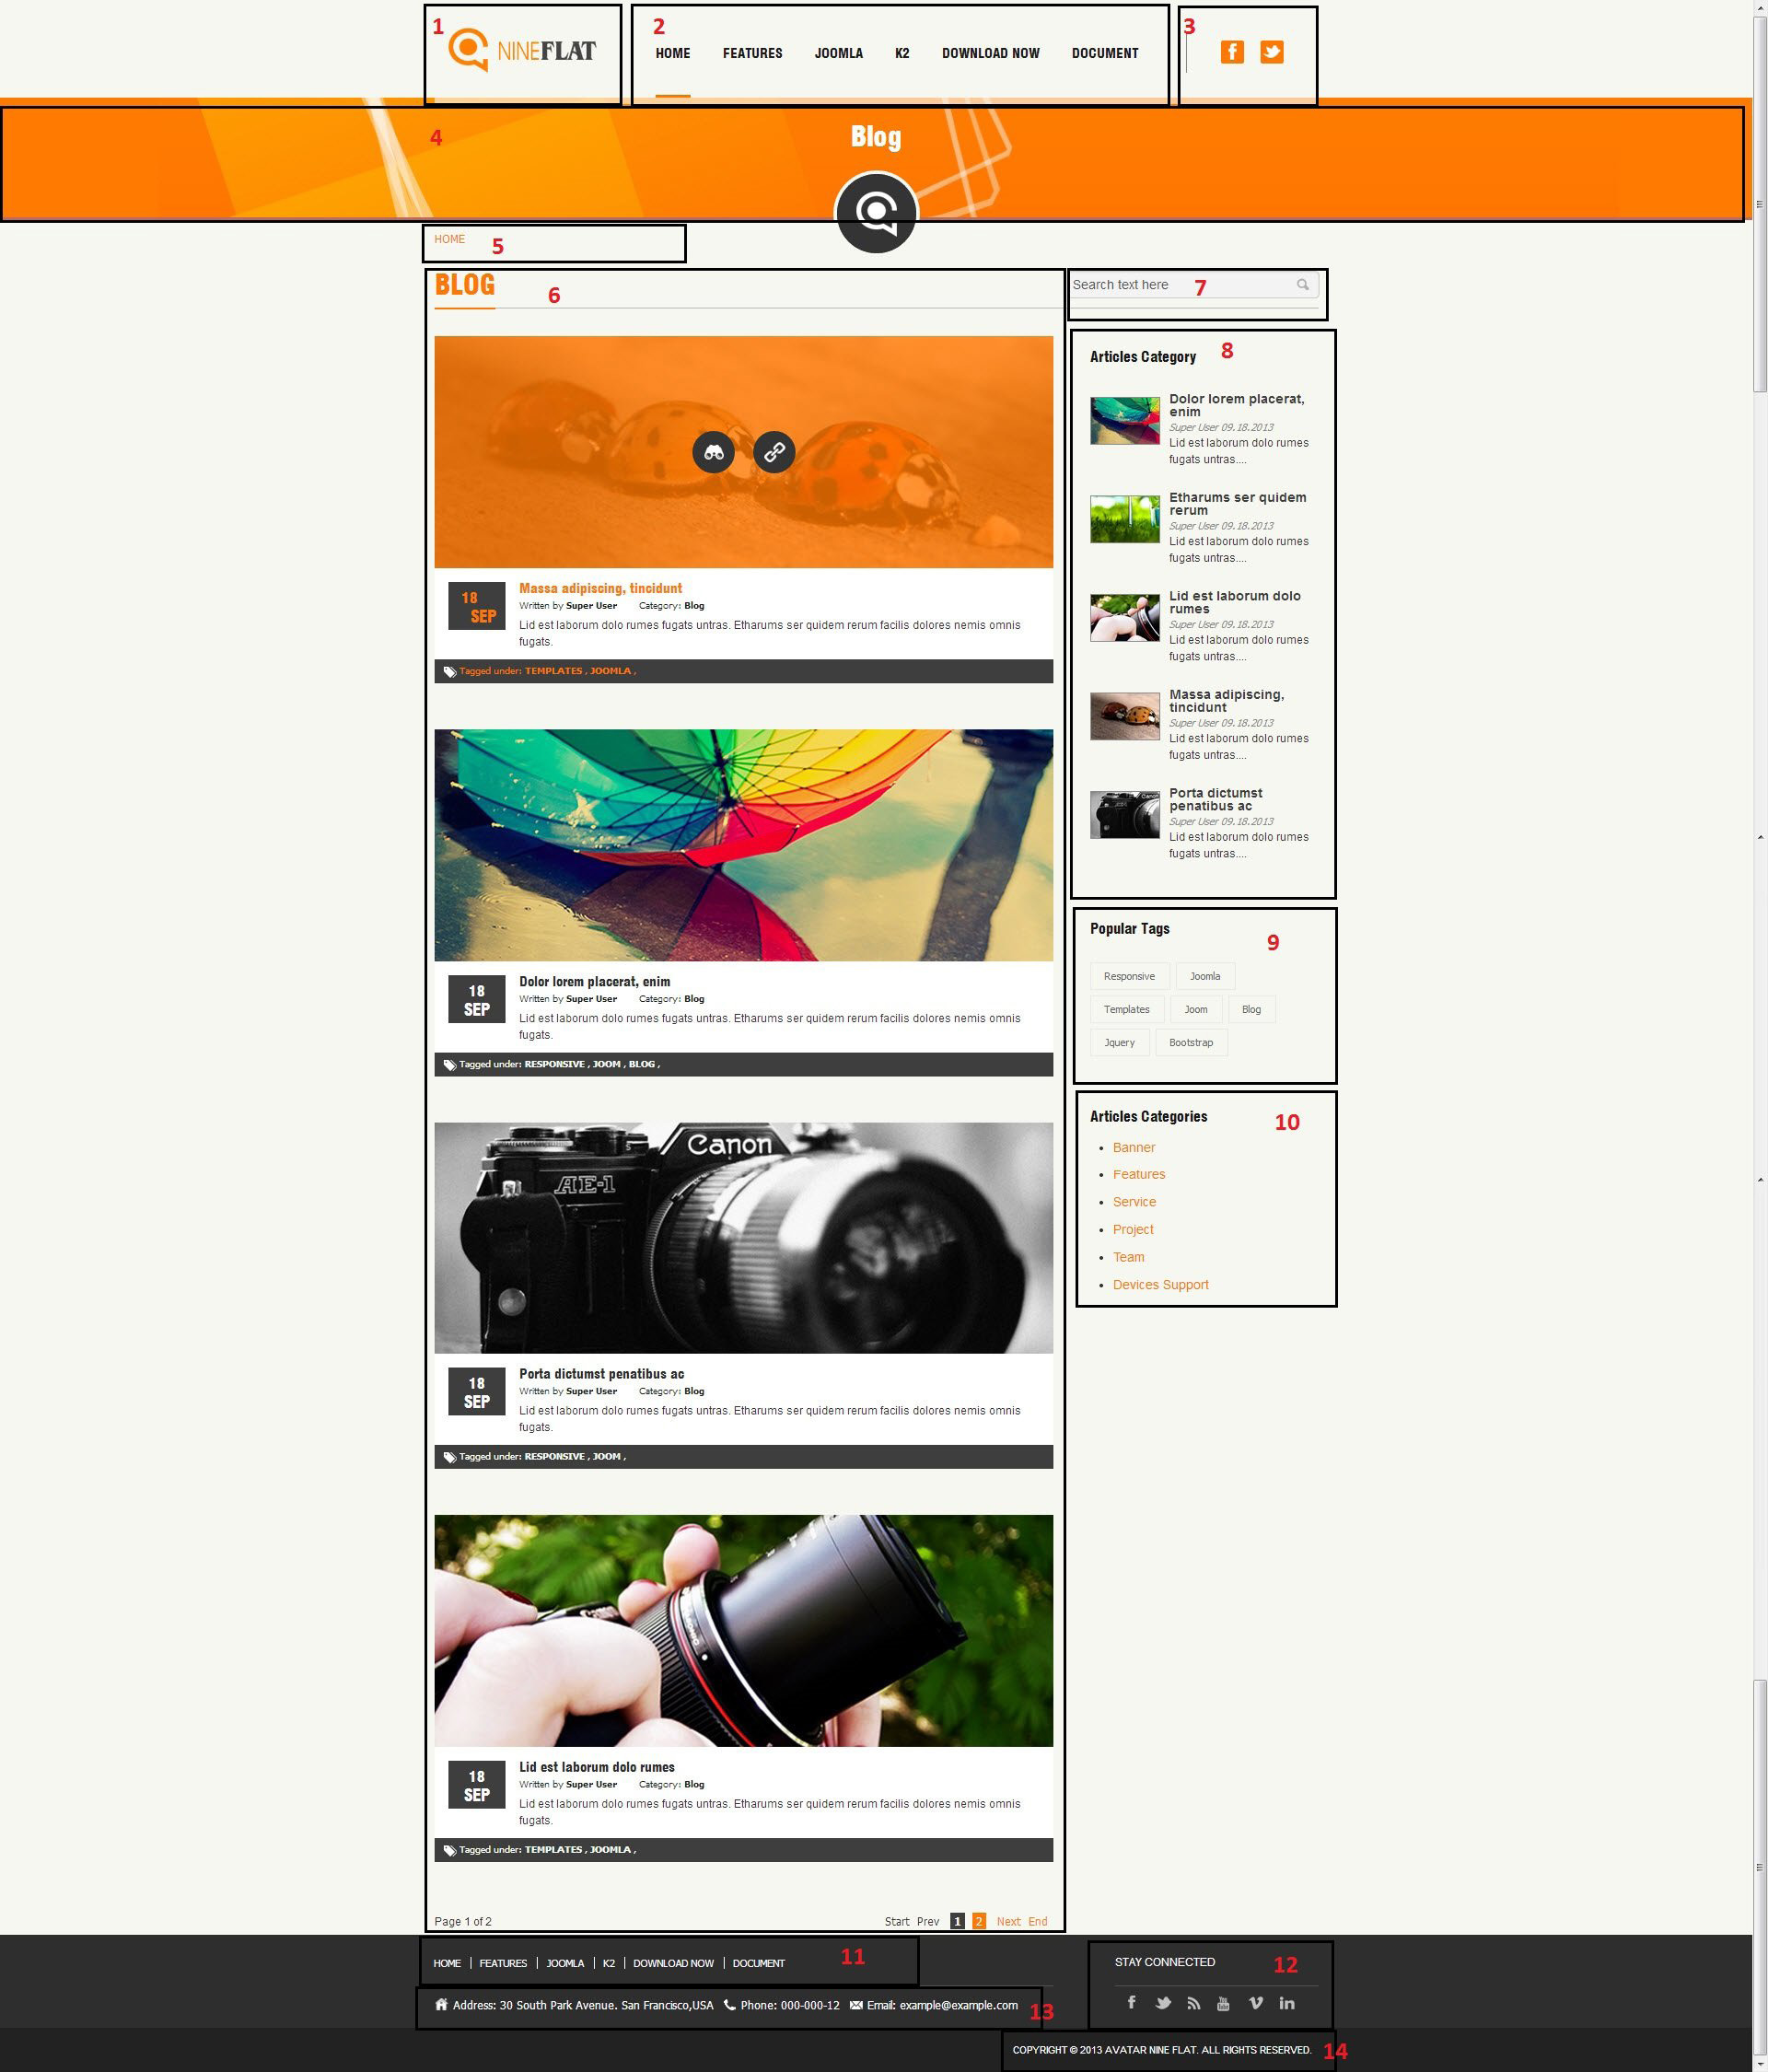 1
NINEFLAT
2
HOME FEATURES JOOMLA K2 DOWNLOAD NOW DOCUMENT
3
4
Blog
HOME
5
BLOG
6
Search text here
7
Massa adipiscing, tincidunt
18
SEP
Written by Super User Category: Blog
Lid est laborum dolo rumes fugats untras. Etharums ser quidem rerum facilis dolores nemis omnis
fugats.
Tagged under: TEMPLATES , JOOMLA ,
Dolor lorem placerat, enim
18
SEP
Written by Super User Category: Blog
Lid est laborum dolo rumes fugats untras. Etharums ser quidem rerum facilis dolores nemis omnis
fugats.
Tagged under: RESPONSIVE , JOOM , BLOG ,
Canon
AE-1
Porta dictumst penatibus ac
18
SEP
Written by Super User Category: Blog
Lid est laborum dolo rumes fugats untras. Etharums ser quidem rerum facilis dolores nemis omnis
fugats.
Tagged under: RESPONSIVE , JOOM ,
Lid est laborum dolo rumes
18
SEP
Written by Super User Category: Blog
Lid est laborum dolo rumes fugats untras. Etharums ser quidem rerum facilis dolores nemis omnis
fugats.
Tagged under: TEMPLATES , JOOMLA ,
Page 1 of 2
Start Prev 1 2 Next End
Articles Category
8
Dolor lorem placerat,
enim
Super User 09.18.2013
Lid est laborum dolo rumes
fugats untras....
Etharums ser quidem
rerum
Super User 09.18.2013
Lid est laborum dolo rumes
fugats untras....
Lid est laborum dolo
rumes
Super User 09.18.2013
Lid est laborum dolo rumes
fugats untras....
Massa adipiscing,
tincidunt
Super User 09.18.2013
Lid est laborum dolo rumes
fugats untras....
Porta dictumst
penatibus ac
Super User 09.18.2013
Lid est laborum dolo rumes
fugats untras....
Popular Tags
9
Responsive Joomla
Templates Joom Blog
Jquery Bootstrap
Articles Categories
10
Banner
Features
Service
Project
Team
Devices Support
HOME FEATURES JOOMLA K2 DOWNLOAD NOW DOCUMENT
11
STAY CONNECTED
12
Address: 30 South Park Avenue. San Francisco,USA Phone: 000-000-12 Email: example@example.com
13
COPYRIGHT © 2013 AVATAR NINE FLAT. ALL RIGHTS RESERVED.
14